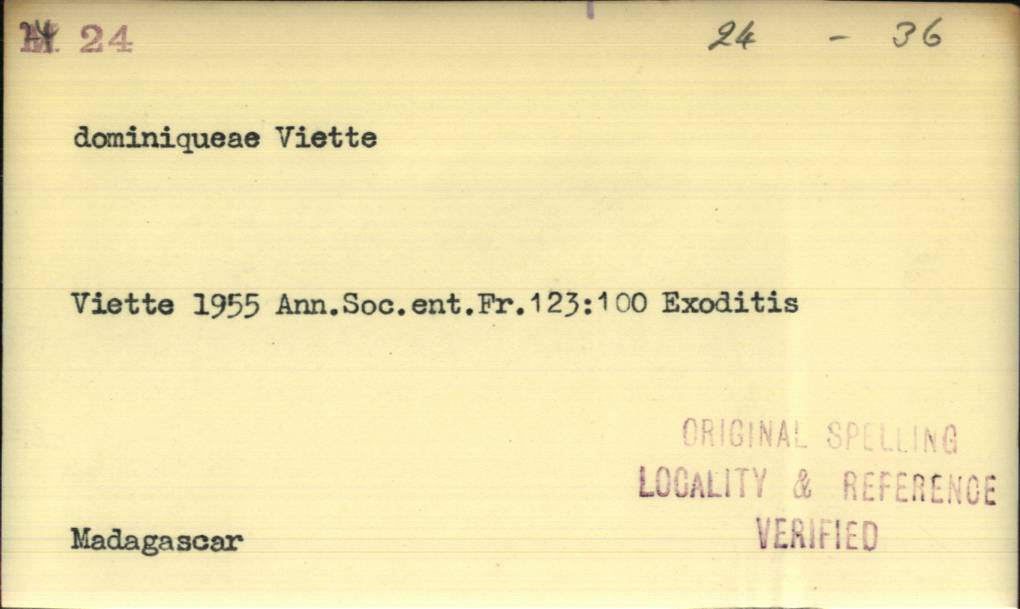 24
24 - 36
dominiqueae Viette
Viette 1955 Ann.Soc.ent.Fr.123:100 Exoditis
ORIGINAL SPELLING
LOCALITY & REFERENCE
VERIFIED
Madagascar